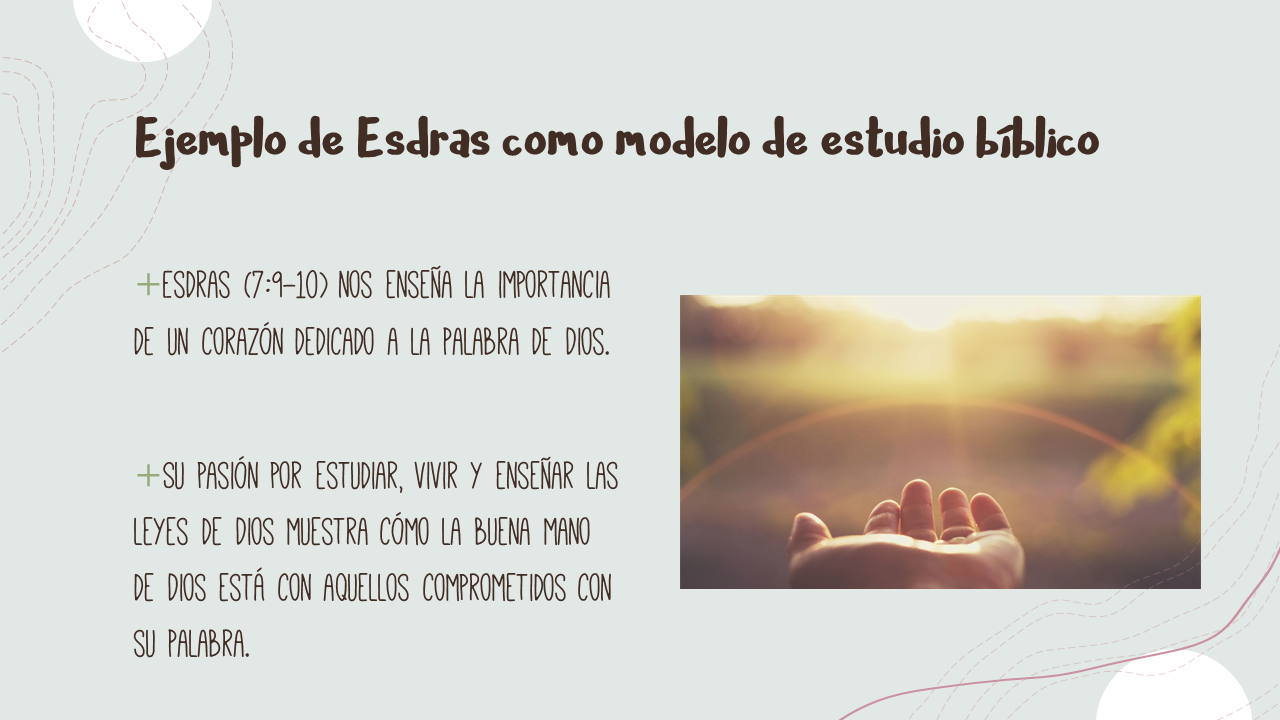 Ejemplo de Esdras como modelo de estudio bíblico
+ESDRAS (7:9-10) NOS ENSEÑA LA IMPORTANCIA
DE UN CORAZÓN DEDICADO A LA PALABRA DE DIOS.
+SU PASIÓN POR ESTUDIAR, VIVIR Y ENSEÑAR LAS
LEYES DE DIOS MUESTRA CÓMO LA BUENA MANO
DE DIOS ESTÁ CON AQUELLOS COMPROMETIDOS CON
SU PALABRA.